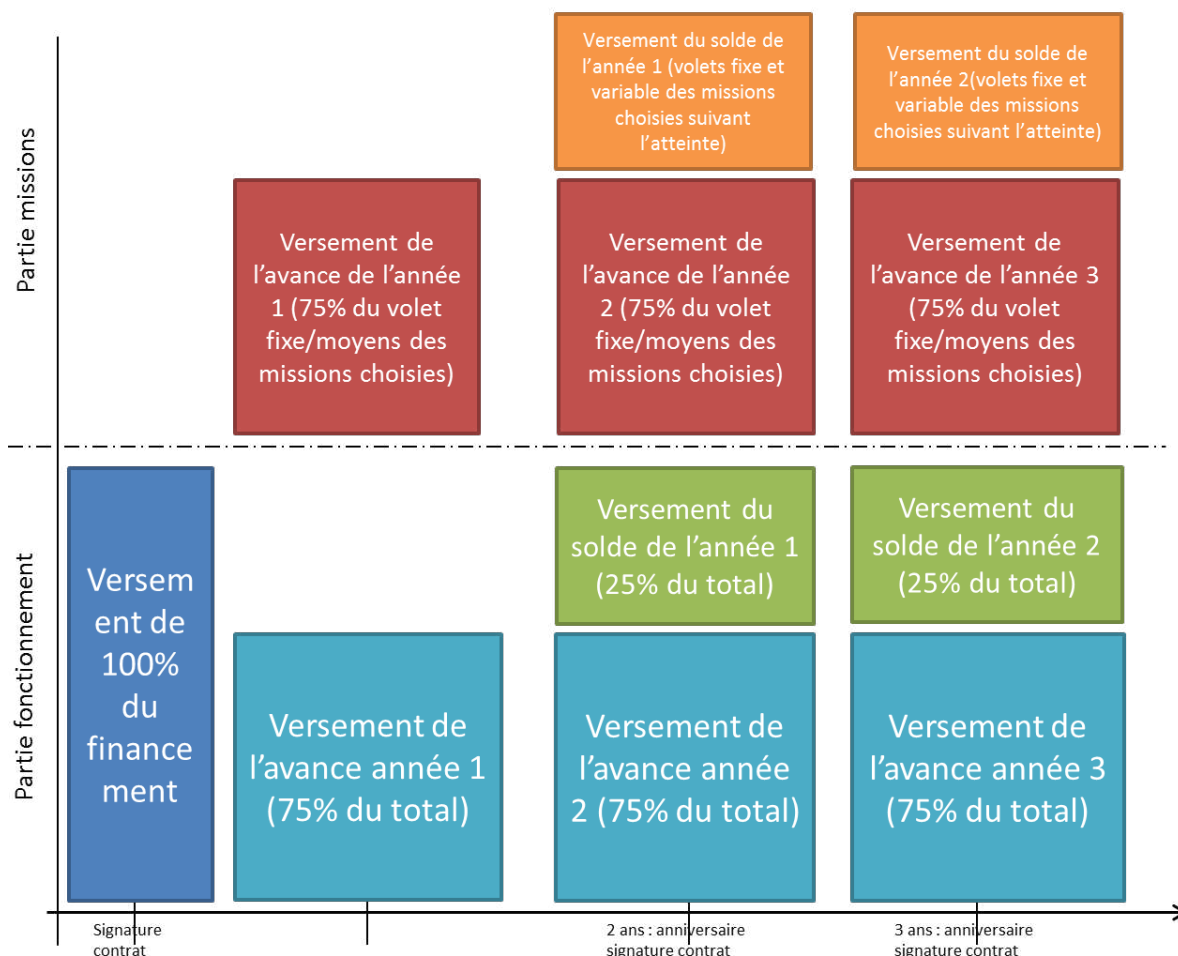 Partie missions
Versement du solde de
l'année 1 (volets fixe et
variable des missions
choisies suivant
l'atteinte)
Versement du solde de
l'année 2(volets fixe et
variable des missions
choisies suivant l'atteinte)
Versement de
l'avance de l'année
1 (75% du volet
fixe/moyens des
missions choisies)
Versement de
l'avance de l'année
2 (75% du volet
fixe/moyens des
missions choisies)
Versement de
l'avance de l'année 3
(75% du volet
fixe/moyens des
missions choisies)
Partie fonctionnement
Versem
ent de
100%
du
finance
ment
Versement du
solde de l'année 1
(25% du total)
Versement du
solde de l'année 2
(25% du total)
Versement de
l'avance année 1
(75% du total)
Versement de
l'avance année
2 (75% du total)
Versement de
l'avance année 3
(75% du total)
Signature
contrat
2 ans : anniversaire
signature contrat
3 ans : anniversaire
signature contrat